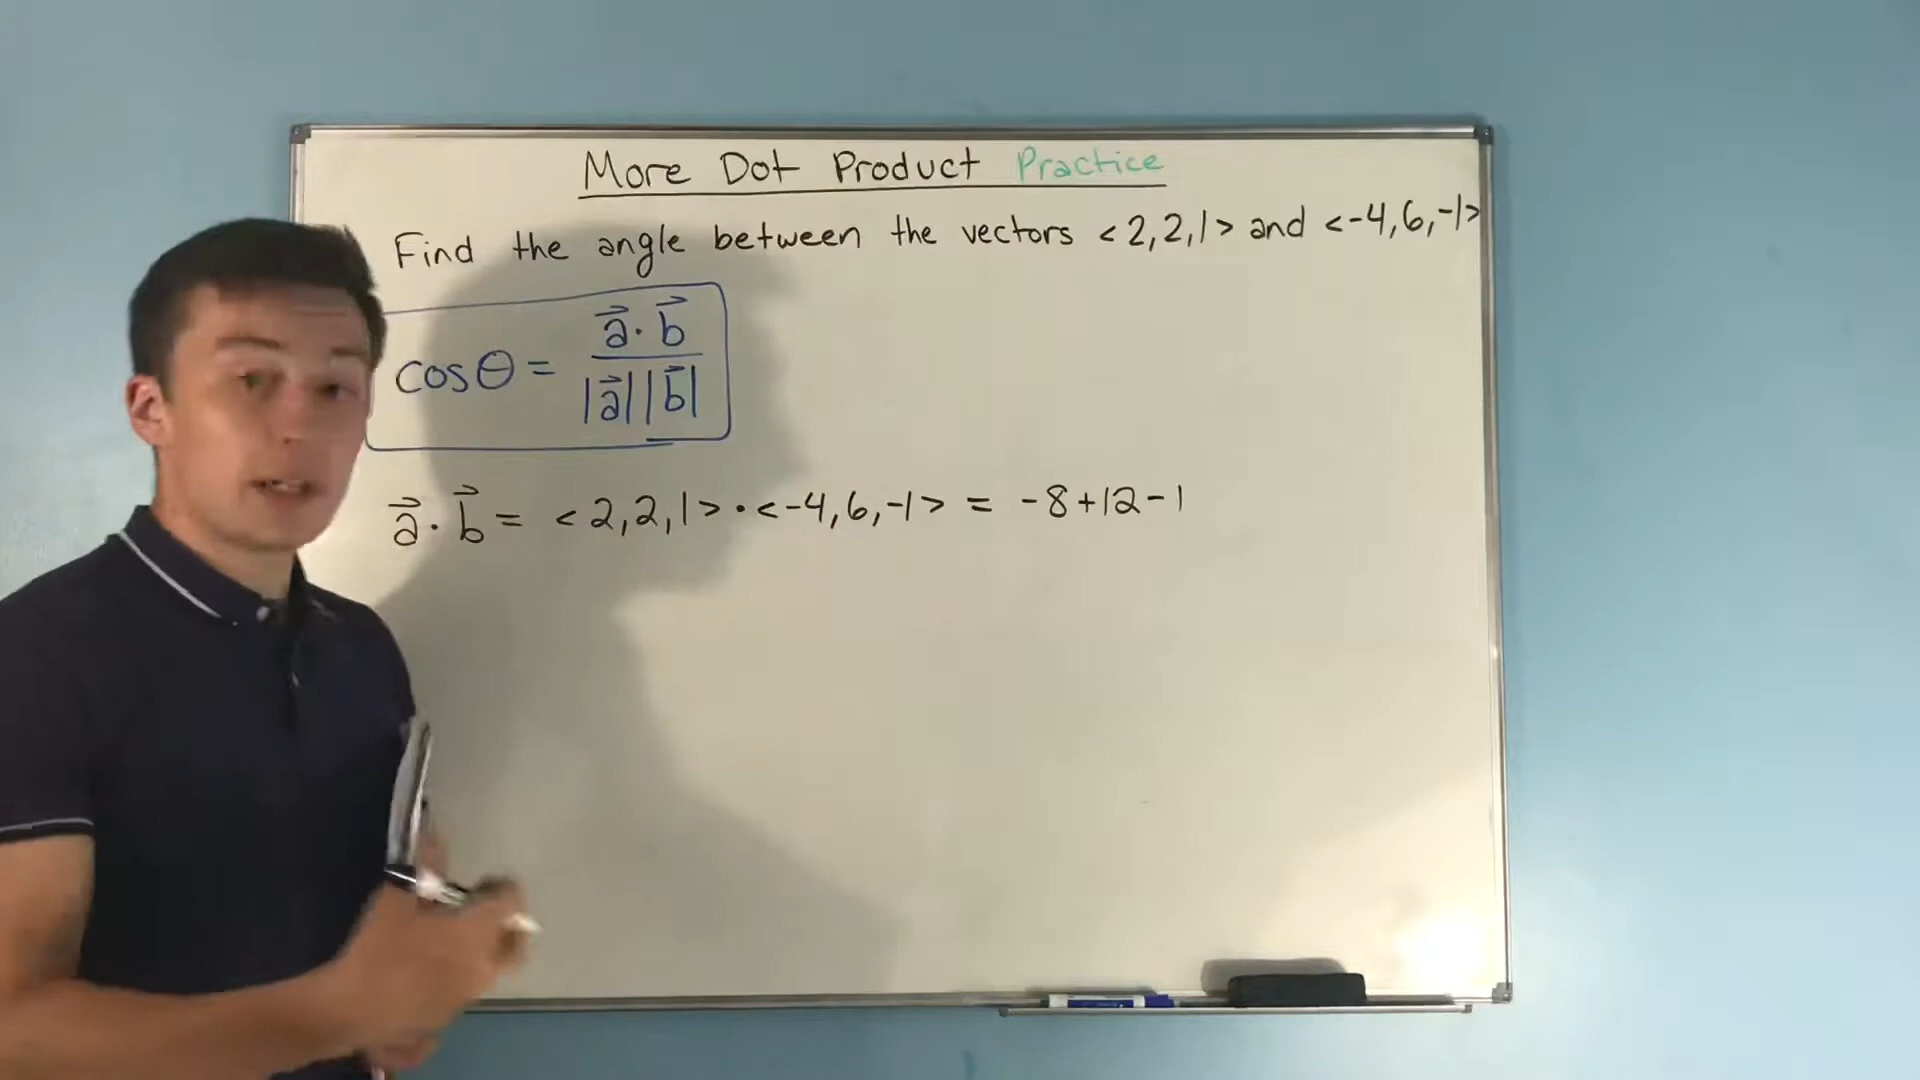 More Dot Product Practice
Find the angle between the vectors <2,2,1> and <-4,6,-1>
cosθ = a⃗·b⃗ / |a⃗||b⃗|
a⃗·b⃗ = <2,2,1>·<-4,6,-1> = -8+12-1